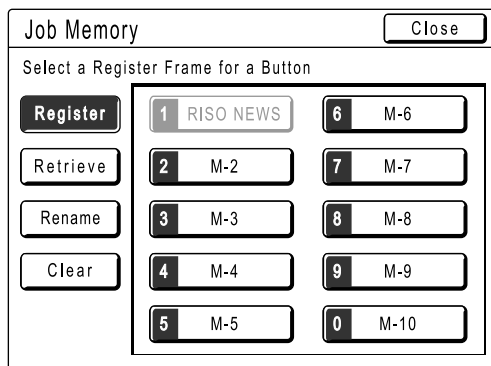 Job Memory
Close
Select a Register Frame for a Button
Register
Retrieve
Rename
Clear
1 RISO NEWS
2 M-2
3 M-3
4 M-4
5 M-5
6 M-6
7 M-7
8 M-8
9 M-9
0 M-10